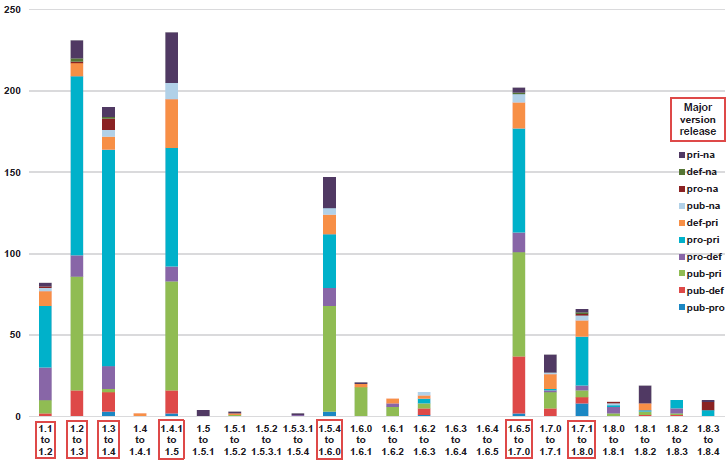 250
200
150
100
50
0
Major
version
release
pri-na
def-na
pro-na
pub-na
def-pri
pro-pri
pro-def
pub-pri
pub-def
pub-pro
1.1 to 1.2
1.2 to 1.3
1.3 to 1.4
1.4 to 1.4.1
1.4.1 to 1.5
1.5 to 1.5.1
1.5.1 to 1.5.2
1.5.2 to 1.5.3.1
1.5.3.1 to 1.5.4
1.5.4 to 1.6.0
1.6.0 to 1.6.1
1.6.1 to 1.6.2
1.6.2 to 1.6.3
1.6.3 to 1.6.4
1.6.4 to 1.6.5
1.6.5 to 1.7.0
1.7.0 to 1.7.1
1.7.1 to 1.8.0
1.8.0 to 1.8.1
1.8.1 to 1.8.2
1.8.2 to 1.8.3
1.8.3 to 1.8.4